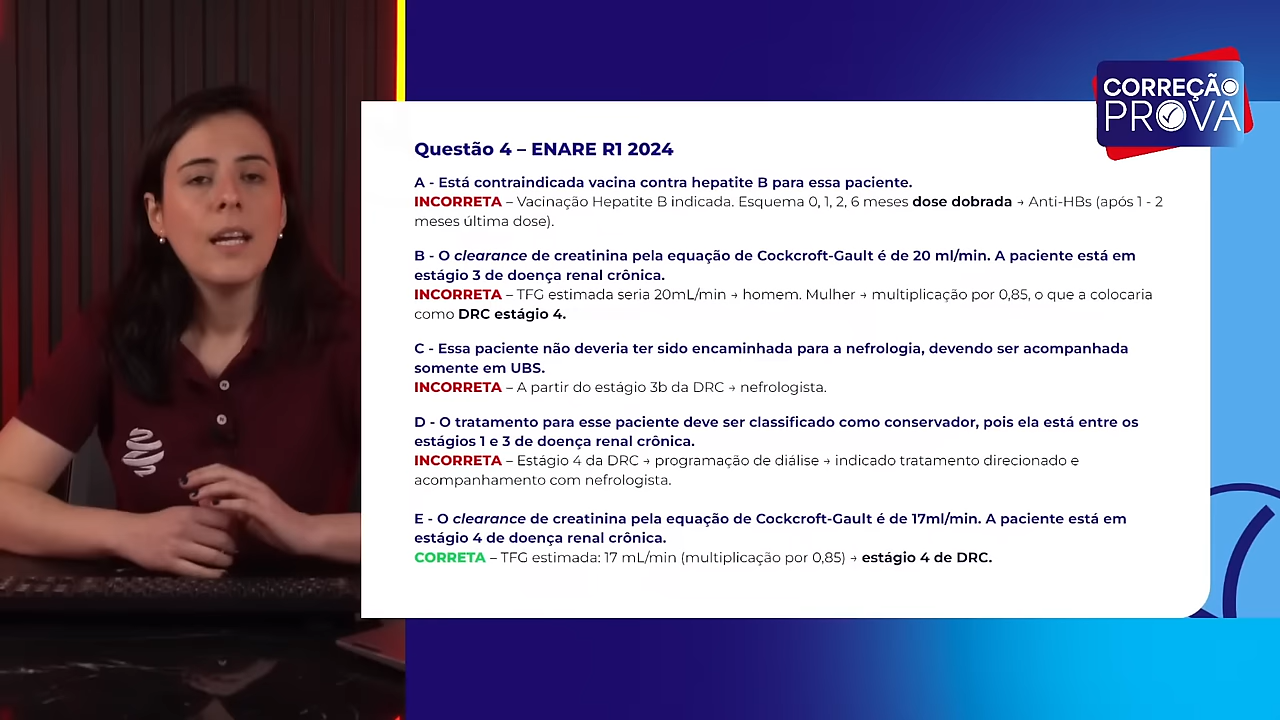 CORREÇÃO
PROVA
Questão 4 – ENARE R1 2024
A - Está contraindicada vacina contra hepatite B para essa paciente.
INCORRETA – Vacinação Hepatite B indicada. Esquema 0, 1, 2, 6 meses dose dobrada → Anti-HBs (após 1 - 2
meses última dose).
B - O clearance de creatinina pela equação de Cockcroft-Gault é de 20 ml/min. A paciente está em
estágio 3 de doença renal crônica.
INCORRETA – TFG estimada seria 20mL/min → homem. Mulher → multiplicação por 0,85, o que a colocaria
como DRC estágio 4.
C - Essa paciente não deveria ter sido encaminhada para a nefrologia, devendo ser acompanhada
somente em UBS.
INCORRETA – A partir do estágio 3b da DRC → nefrologista.
D - O tratamento para esse paciente deve ser classificado como conservador, pois ela está entre os
estágios 1 e 3 de doença renal crônica.
INCORRETA – Estágio 4 da DRC → programação de diálise → indicado tratamento direcionado e
acompanhamento com nefrologista.
E - O clearance de creatinina pela equação de Cockcroft-Gault é de 17ml/min. A paciente está em
estágio 4 de doença renal crônica.
CORRETA – TFG estimada: 17 mL/min (multiplicação por 0,85) → estágio 4 de DRC.